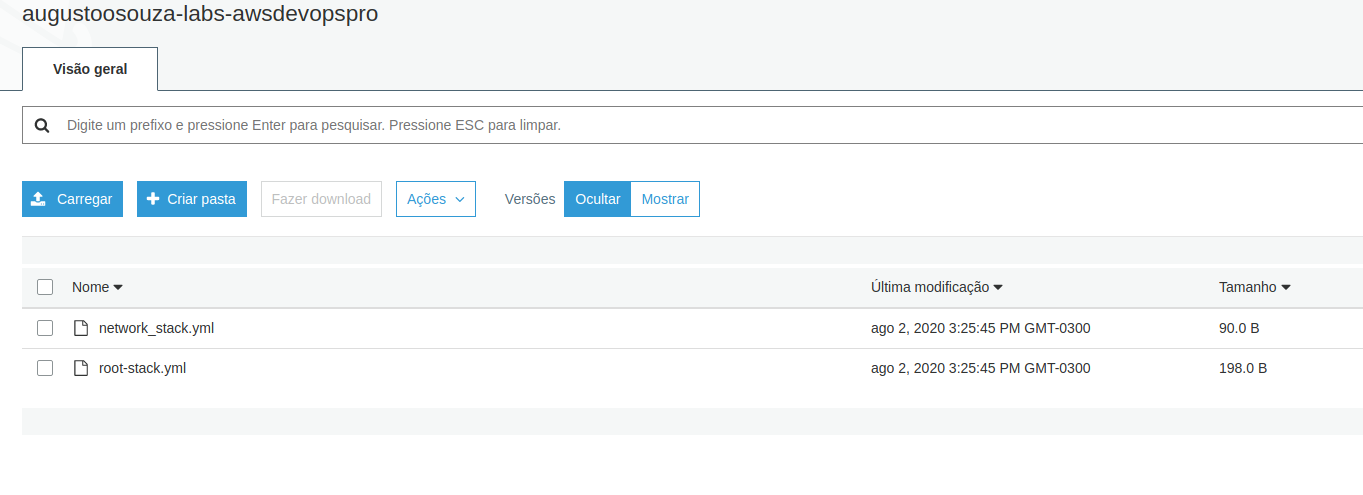 augustoosouza-labs-awsdevopspro
Visão geral
Digite um prefixo e pressione Enter para pesquisar. Pressione ESC para limpar.
Carregar Criar pasta Fazer download Ações Versões Ocultar Mostrar
Nome Última modificação Tamanho
network_stack.yml ago 2, 2020 3:25:45 PM GMT-0300 90.0 B
root-stack.yml ago 2, 2020 3:25:45 PM GMT-0300 198.0 B